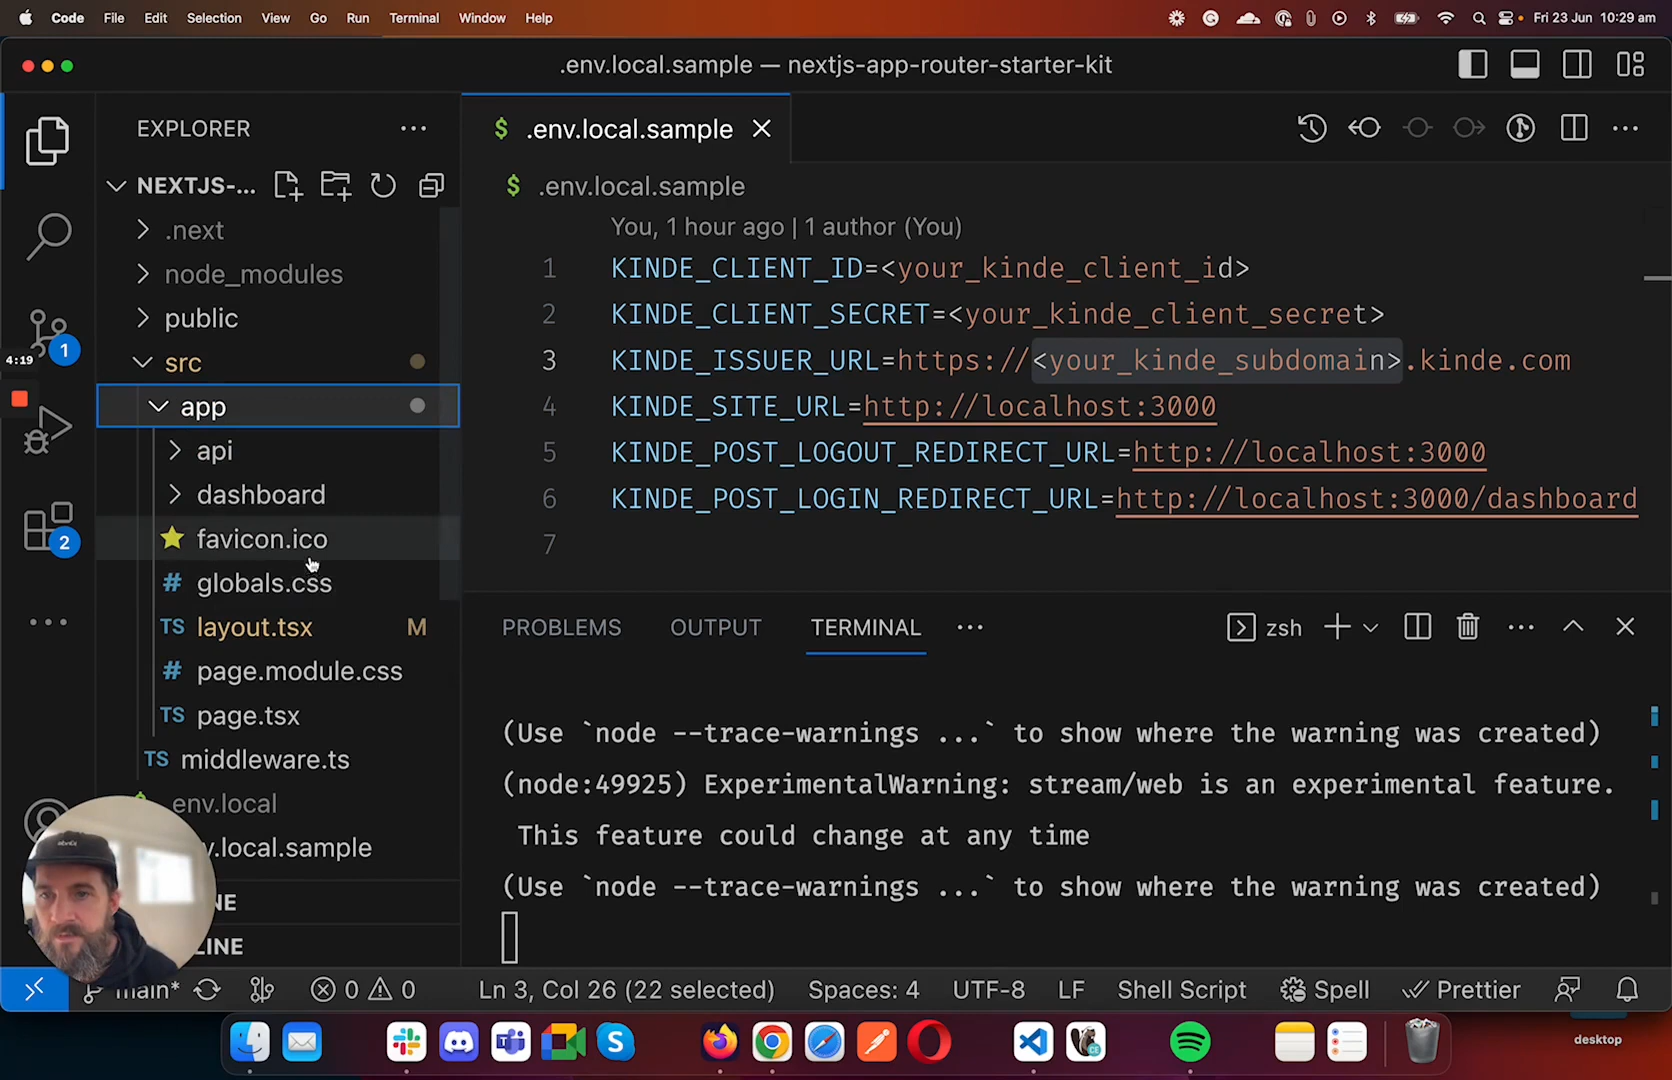 Code File Edit Selection View Go Run Terminal Window Help
Fri 23 Jun 10:29 am
.env.local.sample — nextjs-app-router-starter-kit
EXPLORER
NEXTJS-...
.next
node_modules
public
src
app
api
dashboard
favicon.ico
globals.css
layout.tsx M
page.module.css
page.tsx
middleware.ts
env.local
v.local.sample
NE
LINE
1
4:19
2
.env.local.sample
.env.local.sample
You, 1 hour ago | 1 author (You)
1 KINDE_CLIENT_ID=<your_kinde_client_id>
2 KINDE_CLIENT_SECRET=<your_kinde_client_secret>
3 KINDE_ISSUER_URL=https://<your_kinde_subdomain>.kinde.com
4 KINDE_SITE_URL=http://localhost:3000
5 KINDE_POST_LOGOUT_REDIRECT_URL=http://localhost:3000
6 KINDE_POST_LOGIN_REDIRECT_URL=http://localhost:3000/dashboard
7
PROBLEMS OUTPUT TERMINAL ... zsh
(Use `node --trace-warnings ...` to show where the warning was created)
(node:49925) ExperimentalWarning: stream/web is an experimental feature.
This feature could change at any time
(Use `node --trace-warnings ...` to show where the warning was created)
main* 0 0 Ln 3, Col 26 (22 selected) Spaces: 4 UTF-8 LF Shell Script Spell Prettier
desktop